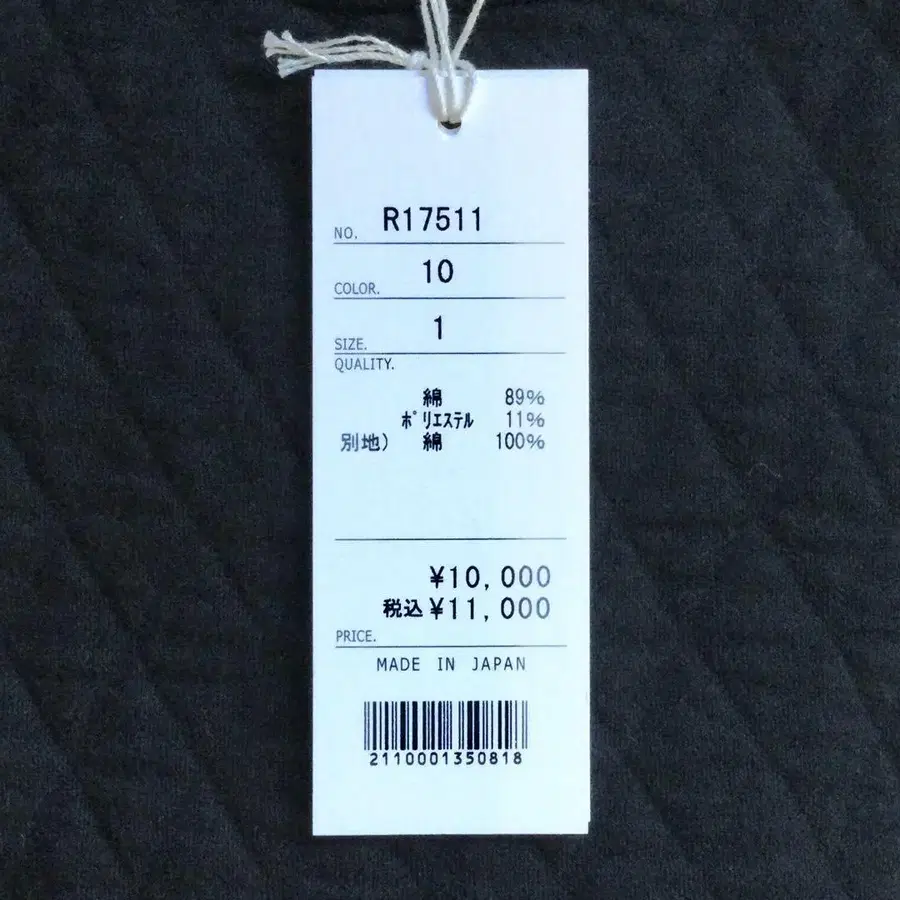 NO. R17511
COLOR. 10
SIZE. 1
QUALITY.
綿 89%
ポリエステル 11%
別地) 綿 100%
¥10,000
税込¥11,000
PRICE.
MADE IN JAPAN
2110001350818